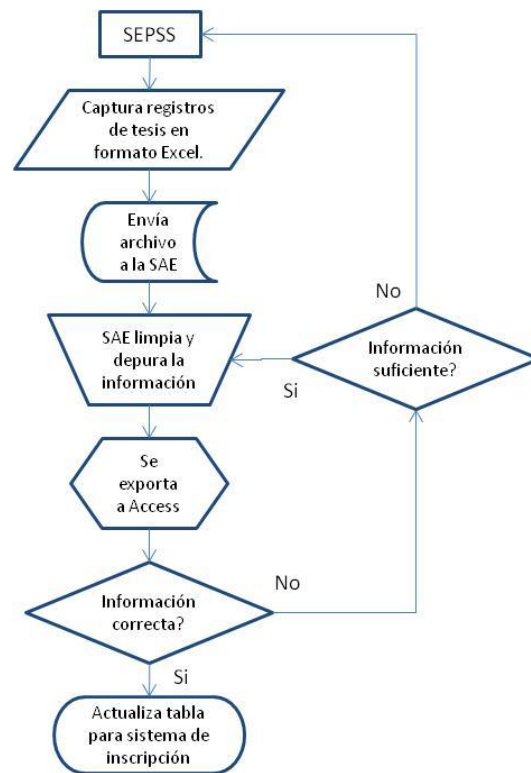 SEPSS
Captura registros
de tesis en
formato Excel.
Envía
archivo
a la SAE
No
SAE limpia y
depura la
información
Información
suficiente?
Si
Se
exporta
a Access
No
Información
correcta?
Si
Actualiza tabla
para sistema de
inscripción